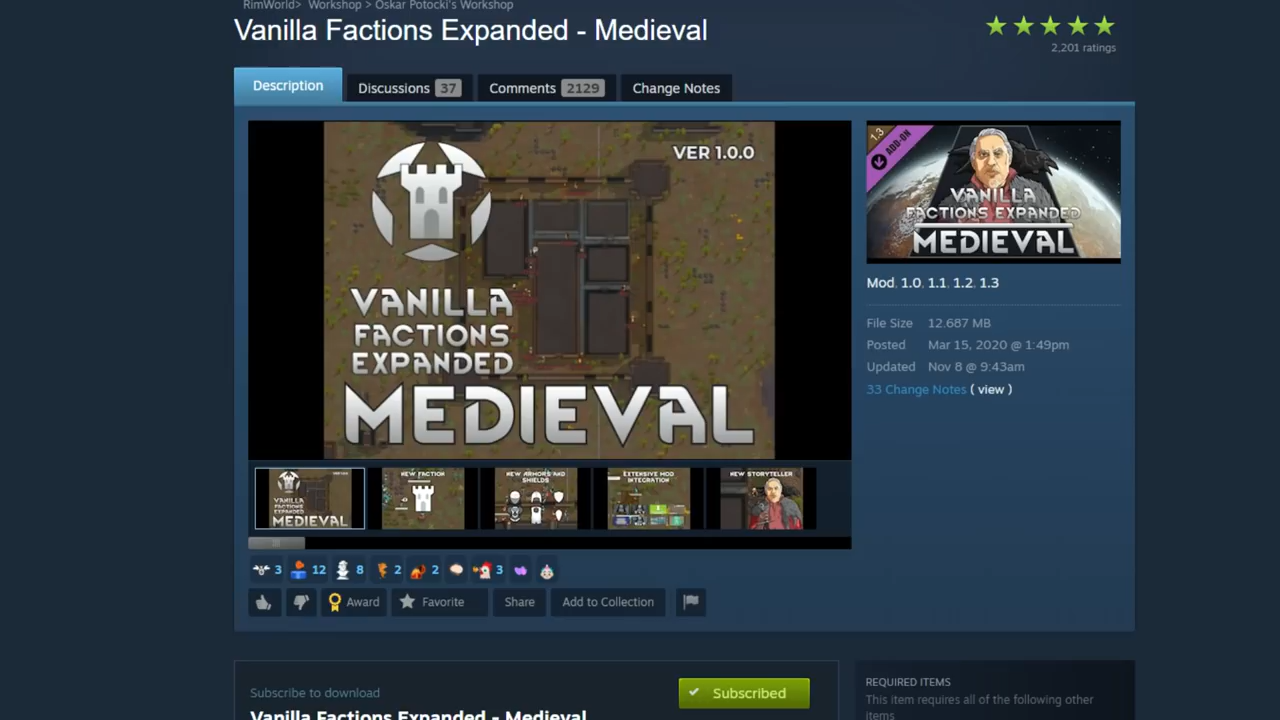 RimWorld> Workshop > Oskar Potocki's Workshop
Vanilla Factions Expanded - Medieval
2,201 ratings
Description
Discussions 37
Comments 2129
Change Notes
VER 1.0.0
VANILLA
FACTIONS
EXPANDED
MEDIEVAL
1.3
ADD-ON
VANILLA
FACTIONS EXPANDED
MEDIEVAL
Mod, 1.0, 1.1, 1.2, 1.3
File Size 12.687 MB
Posted Mar 15, 2020 @ 1:49pm
Updated Nov 8 @ 9:43am
33 Change Notes ( view )
VANILLA
FACTIONS
EXPANDED
MEDIEVAL
NEW FACTION
NEW ARMORS AND
SHIELDS
EXTENSIVE MOD
INTEGRATION
NEW STORYTELLER
3 12 8 2 2 3
Award
Favorite
Share
Add to Collection
Subscribe to download
Vanilla Factions Expanded - Medieval
Subscribed
REQUIRED ITEMS
This item requires all of the following other
items